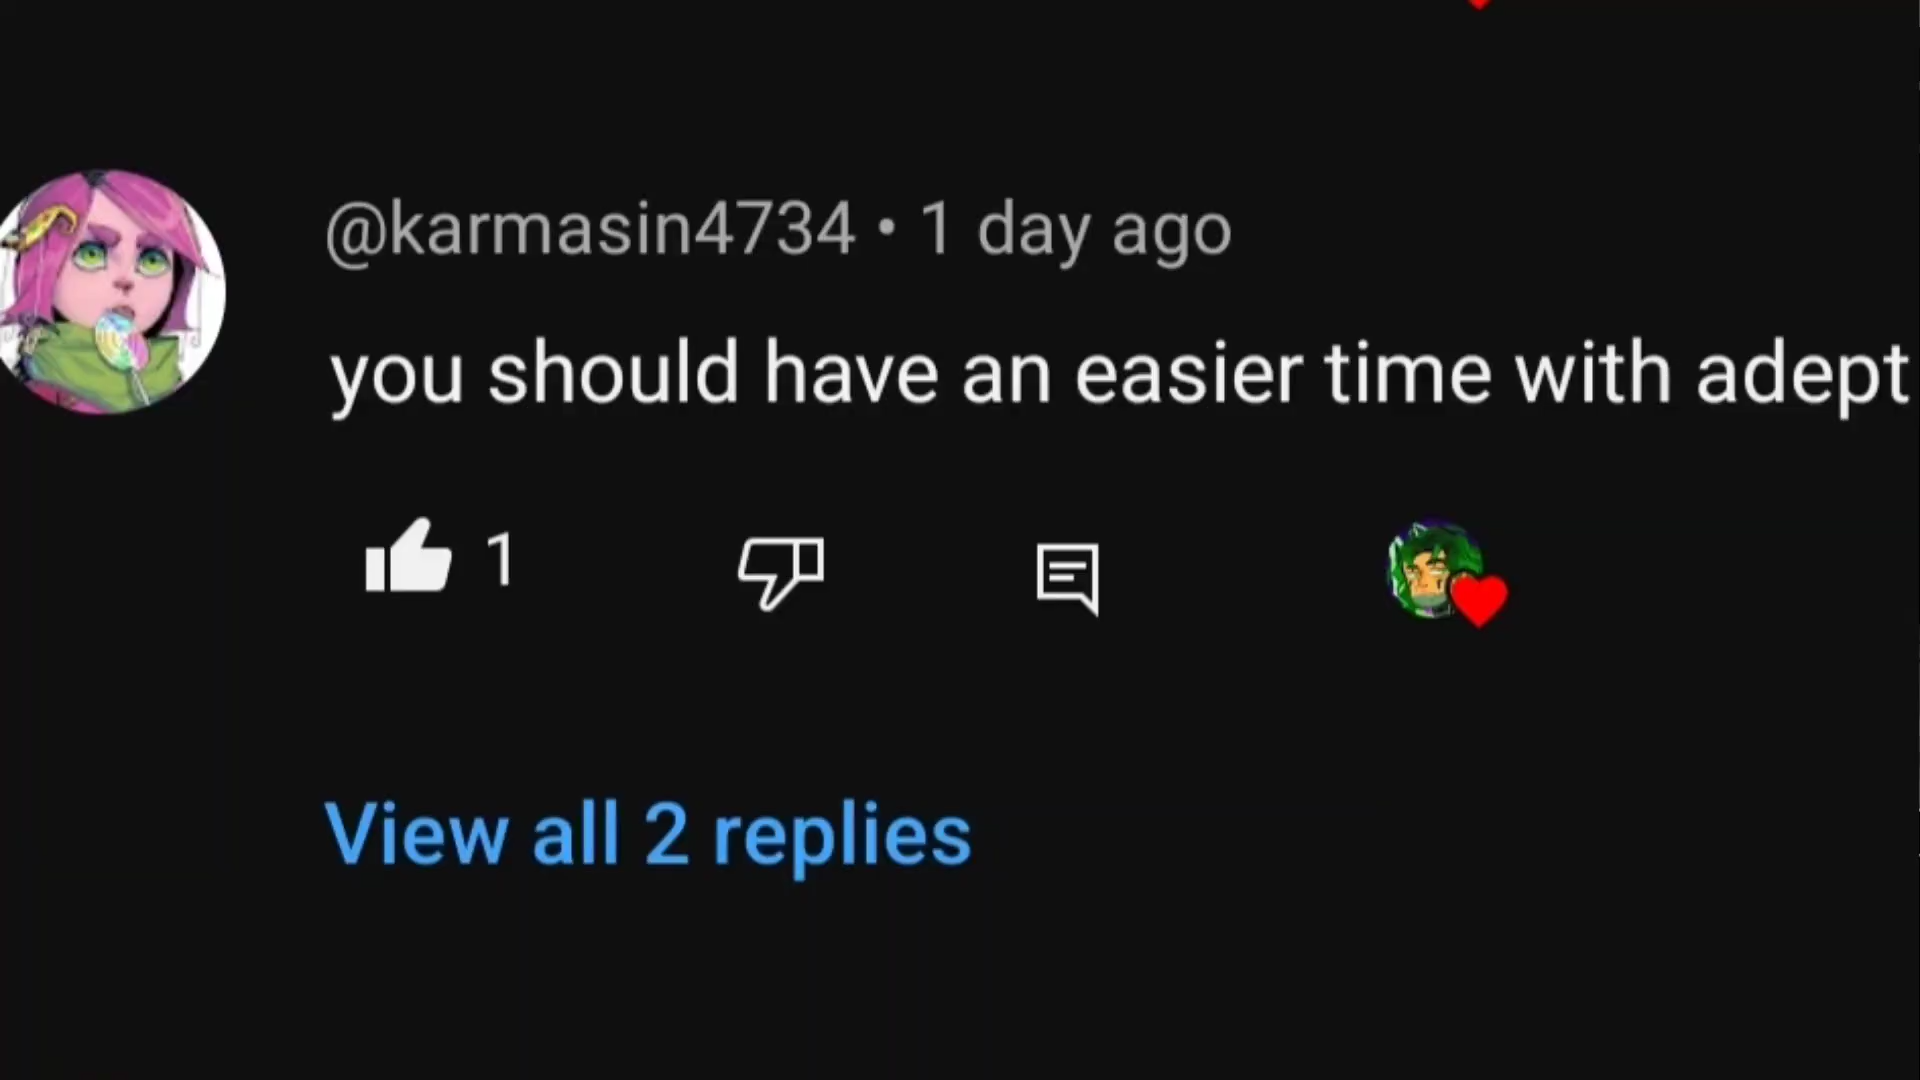 @karmasin4734 • 1 day ago
you should have an easier time with adept
1
View all 2 replies